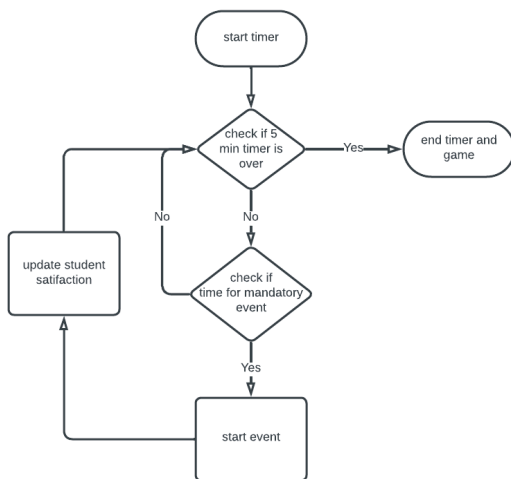 start timer
check if 5
min timer is
over
Yes
end timer and
game
No
No
check if
time for mandatory
event
update student
satifaction
Yes
start event